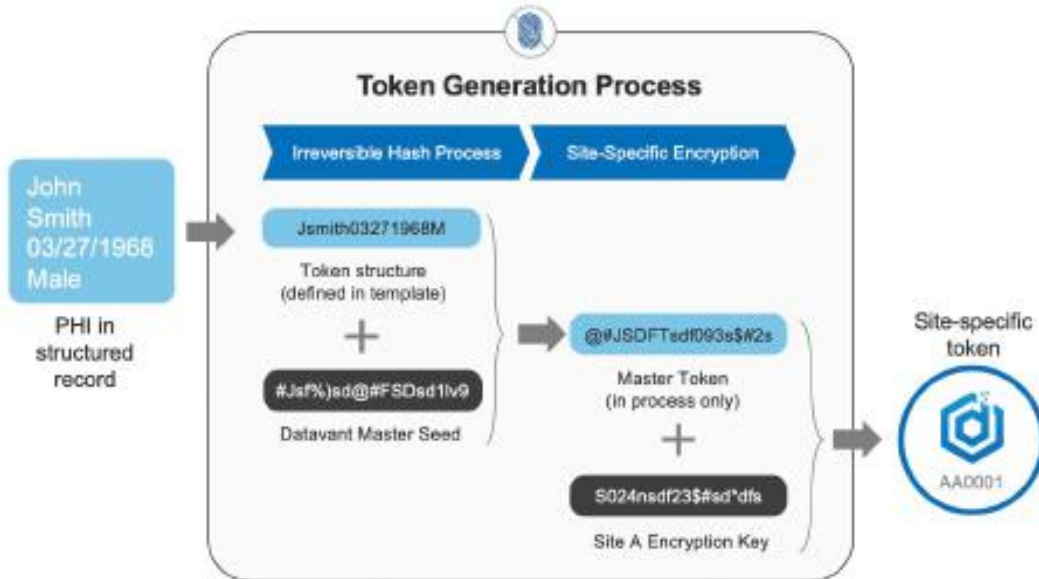 Token Generation Process
Irreversible Hash Process
Site-Specific Encryption
John
Smith
03/27/1968
Male
PHI in
structured
record
Jsmith03271968M
Token structure
(defined in template)
+
#Jsf%)sd@#FSDsd1lv9
Datavant Master Seed
@#JSDFTsdf093s$#2s
Master Token
(in process only)
+
S024nsdf23$#sd*dfs
Site A Encryption Key
Site-specific
token
AA0001